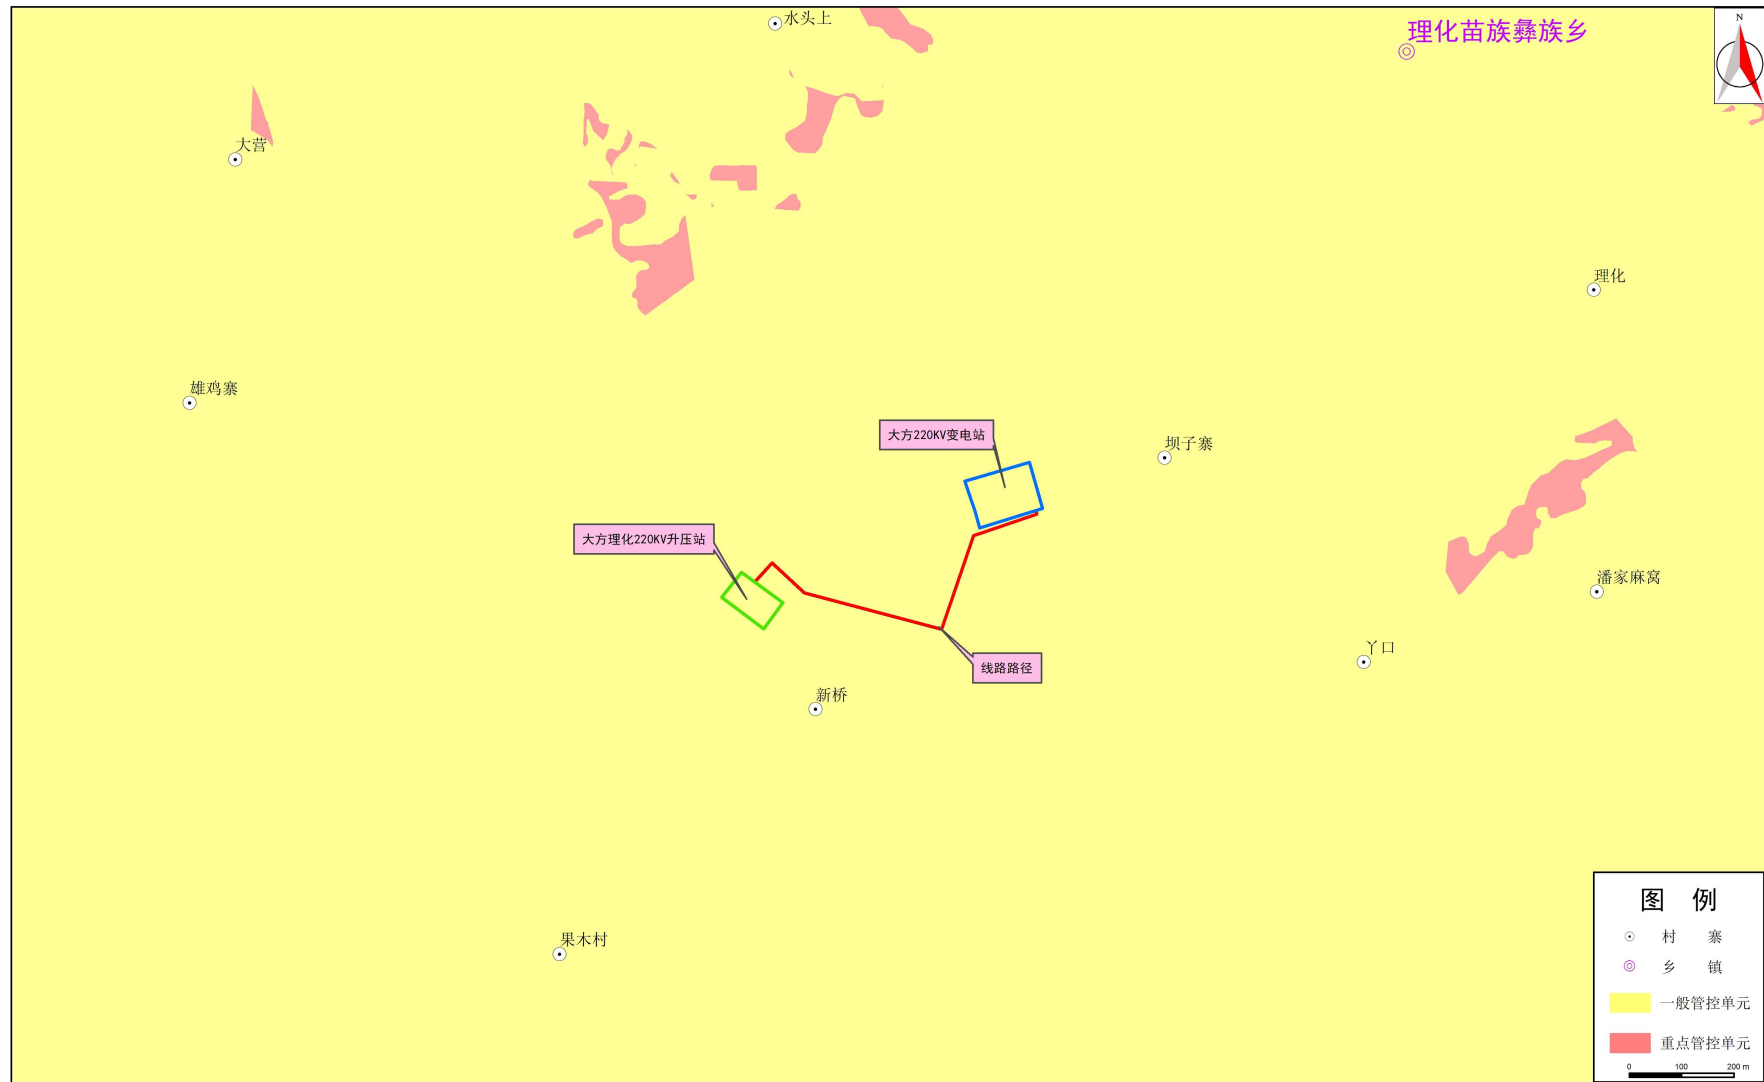 水头上
理化苗族彝族乡
N
大营
理化
雄鸡寨
大方220KV变电站
坝子寨
大方理化220KV升压站
潘家麻窝
丫口
线路路径
新桥
果木村
图 例
村 寨
乡 镇
一般管控单元
重点管控单元
0 100 200 m